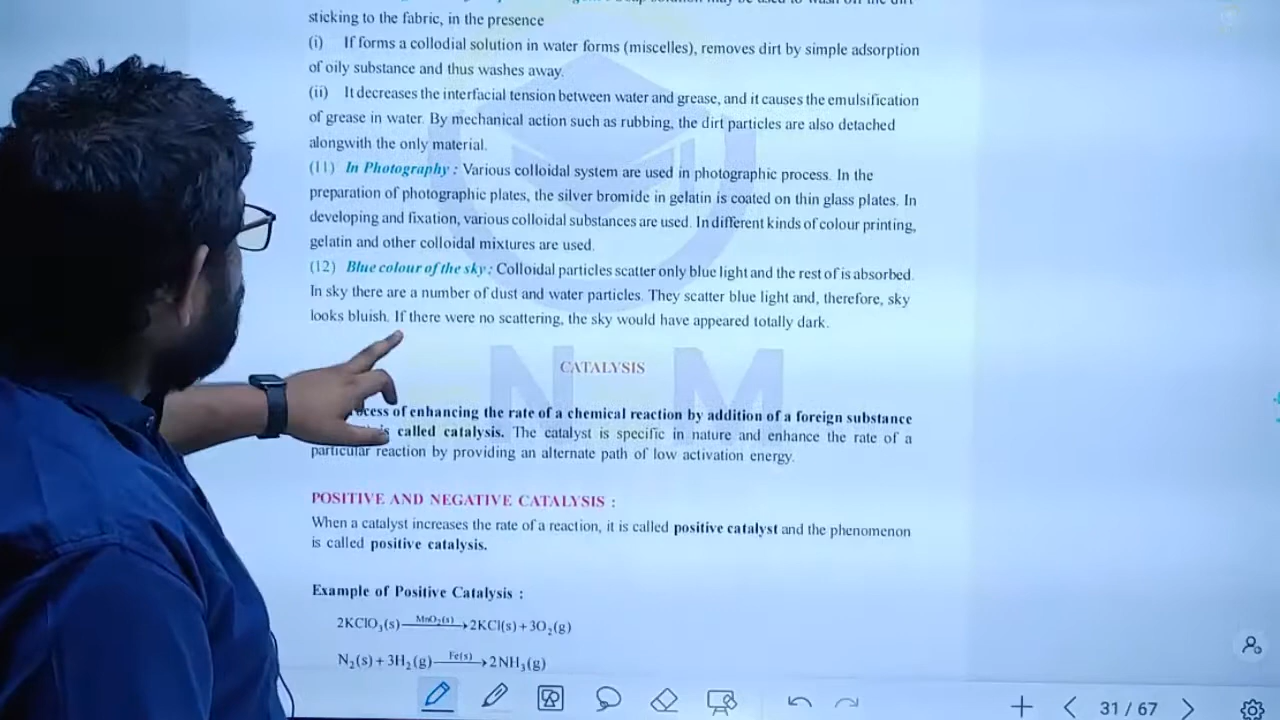 sticking to the fabric, in the presence
(i) If forms a collodial solution in water forms (miscelles), removes dirt by simple adsorption
of oily substance and thus washes away.
(ii) It decreases the interfacial tension between water and grease, and it causes the emulsification
of grease in water. By mechanical action such as rubbing, the dirt particles are also detached
alongwith the only material.
(11) In Photography : Various colloidal system are used in photographic process. In the
preparation of photographic plates, the silver bromide in gelatin is coated on thin glass plates. In
developing and fixation, various colloidal substances are used. In different kinds of colour printing,
gelatin and other colloidal mixtures are used.
(12) Blue colour of the sky : Colloidal particles scatter only blue light and the rest of is absorbed.
In sky there are a number of dust and water particles. They scatter blue light and, therefore, sky
looks bluish. If there were no scattering, the sky would have appeared totally dark.
N M
CATALYSIS
of enhancing the rate of a chemical reaction by addition of a foreign substance
is called catalysis. The catalyst is specific in nature and enhance the rate of a
particular reaction by providing an alternate path of low activation energy.
POSITIVE AND NEGATIVE CATALYSIS :
When a catalyst increases the rate of a reaction, it is called positive catalyst and the phenomenon
is called positive catalysis.
Example of Positive Catalysis :
2KClO₃(s) —MnO₂(s)→ 2KCl(s) + 3O₂(g)
N₂(s) + 3H₂(g) —Fe(s)→ 2NH₃(g)
31 / 67